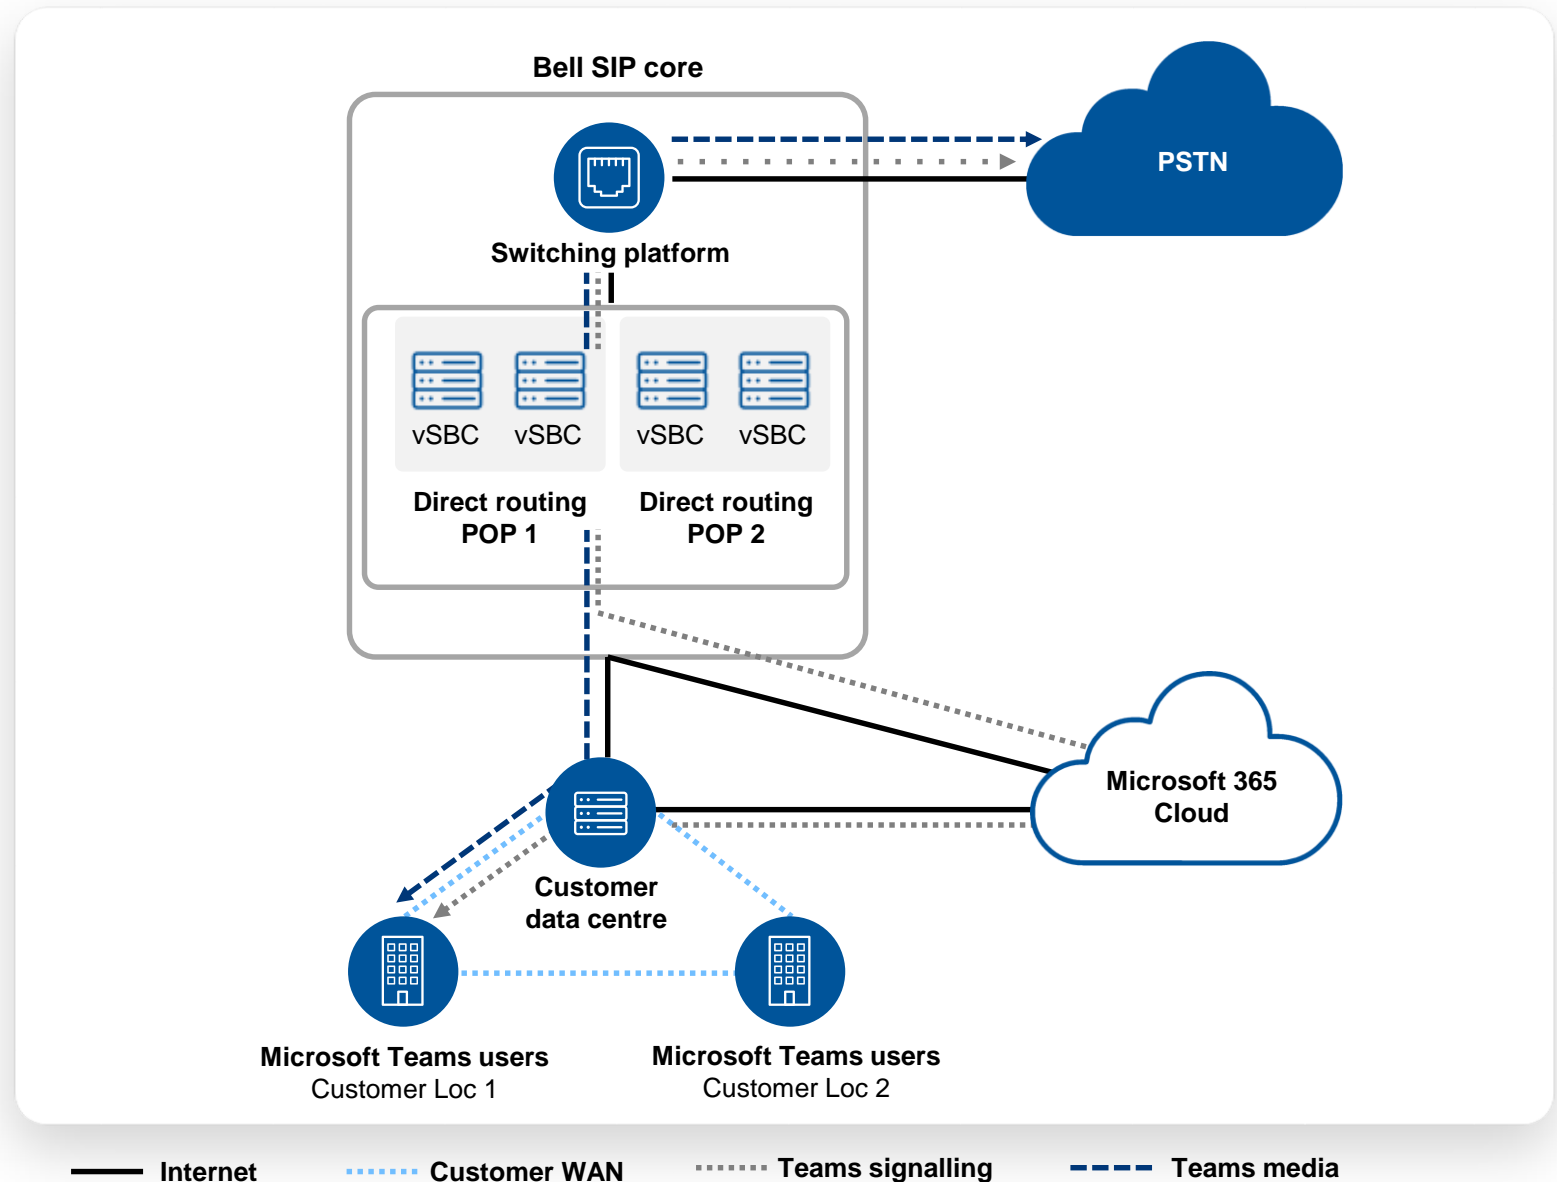 Bell SIP core
PSTN
Switching platform
vSBC
vSBC
vSBC
vSBC
Direct routing
POP 1
Direct routing
POP 2
Microsoft 365
Cloud
Customer
data centre
Microsoft Teams users
Customer Loc 1
Microsoft Teams users
Customer Loc 2
Internet
Customer WAN
Teams signalling
Teams media